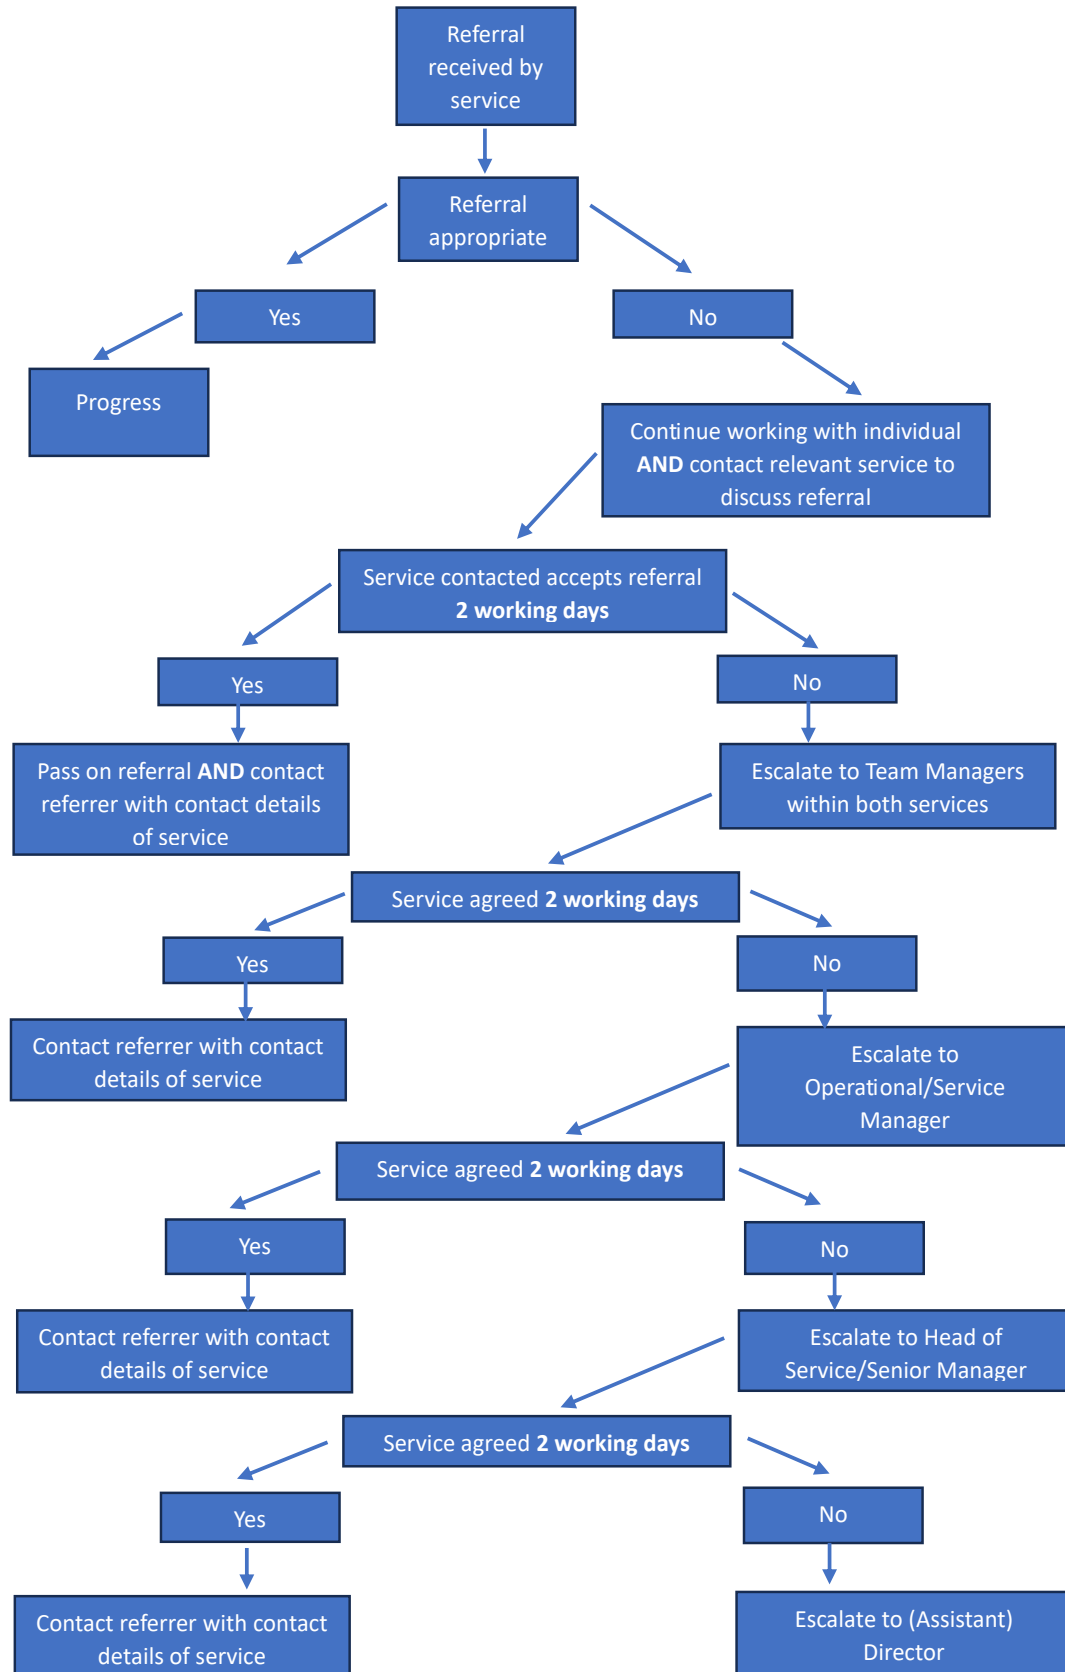 Referral
received by
service
Referral
appropriate
Yes
No
Progress
Continue working with individual
AND contact relevant service to
discuss referral
Service contacted accepts referral
2 working days
Yes
No
Pass on referral AND contact
referrer with contact details
of service
Escalate to Team Managers
within both services
Service agreed 2 working days
Yes
No
Contact referrer with contact
details of service
Escalate to
Operational/Service
Manager
Service agreed 2 working days
Yes
No
Contact referrer with contact
details of service
Escalate to Head of
Service/Senior Manager
Service agreed 2 working days
Yes
No
Contact referrer with contact
details of service
Escalate to (Assistant)
Director